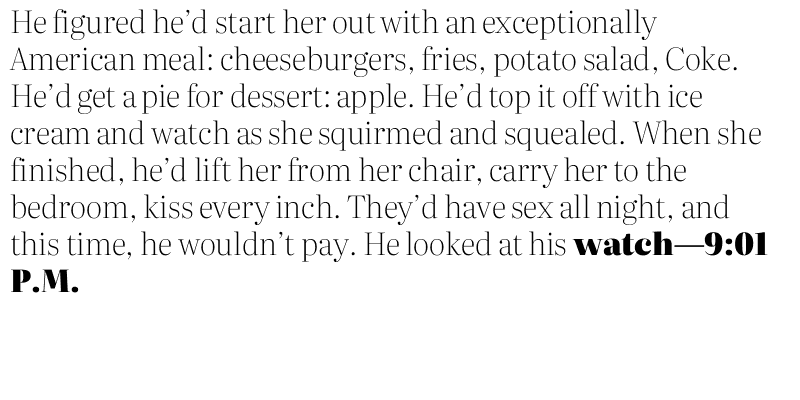 He figured he’d start her out with an exceptionally
American meal: cheeseburgers, fries, potato salad, Coke.
He’d get a pie for dessert: apple. He’d top it off with ice
cream and watch as she squirmed and squealed. When she
finished, he’d lift her from her chair, carry her to the
bedroom, kiss every inch. They’d have sex all night, and
this time, he wouldn’t pay. He looked at his watch—9:01
P.M.